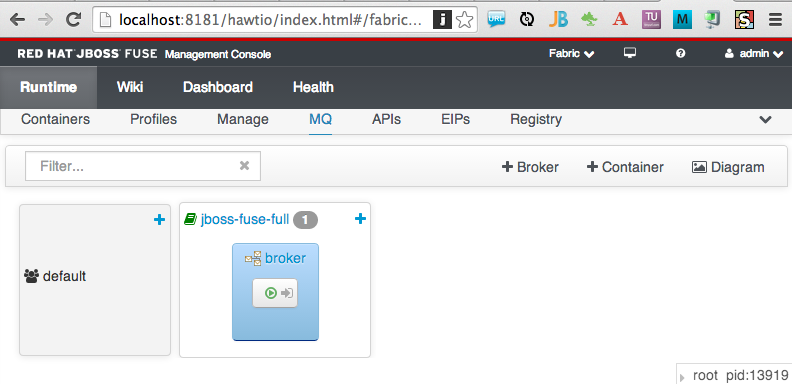 localhost:8181/hawtio/index.html#/fabric...
RED HAT JBOSS FUSE Management Console Fabric admin
Runtime Wiki Dashboard Health
Containers Profiles Manage MQ APIs EIPs Registry
Filter... Broker Container Diagram
jboss-fuse-full 1
broker
default
root pid:13919